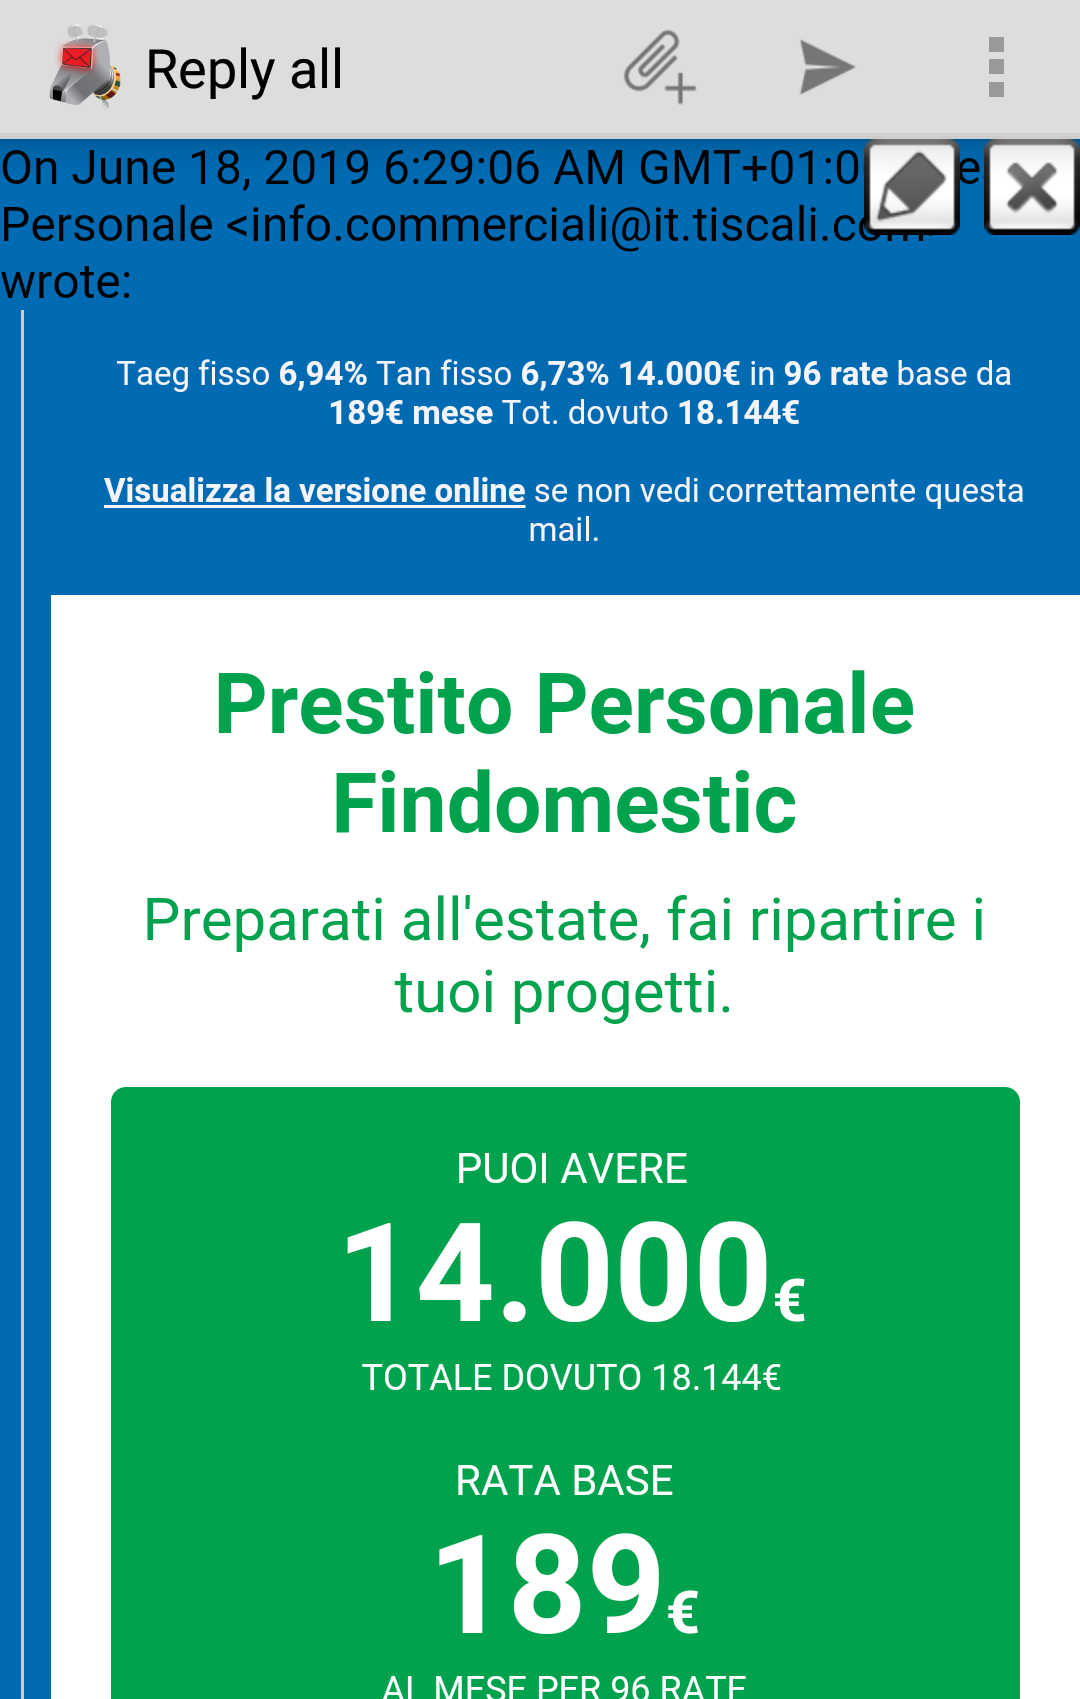 Reply all
On June 18, 2019 6:29:06 AM GMT+01:0
Personale <info.commerciali@it.tiscali.com
wrote:
Taeg fisso 6,94% Tan fisso 6,73% 14.000€ in 96 rate base da
189€ mese Tot. dovuto 18.144€
Visualizza la versione online se non vedi correttamente questa
mail.
Prestito Personale
Findomestic
Preparati all'estate, fai ripartire i
tuoi progetti.
PUOI AVERE
14.000€
TOTALE DOVUTO 18.144€
RATA BASE
189€
AL MESE PER 96 RATE